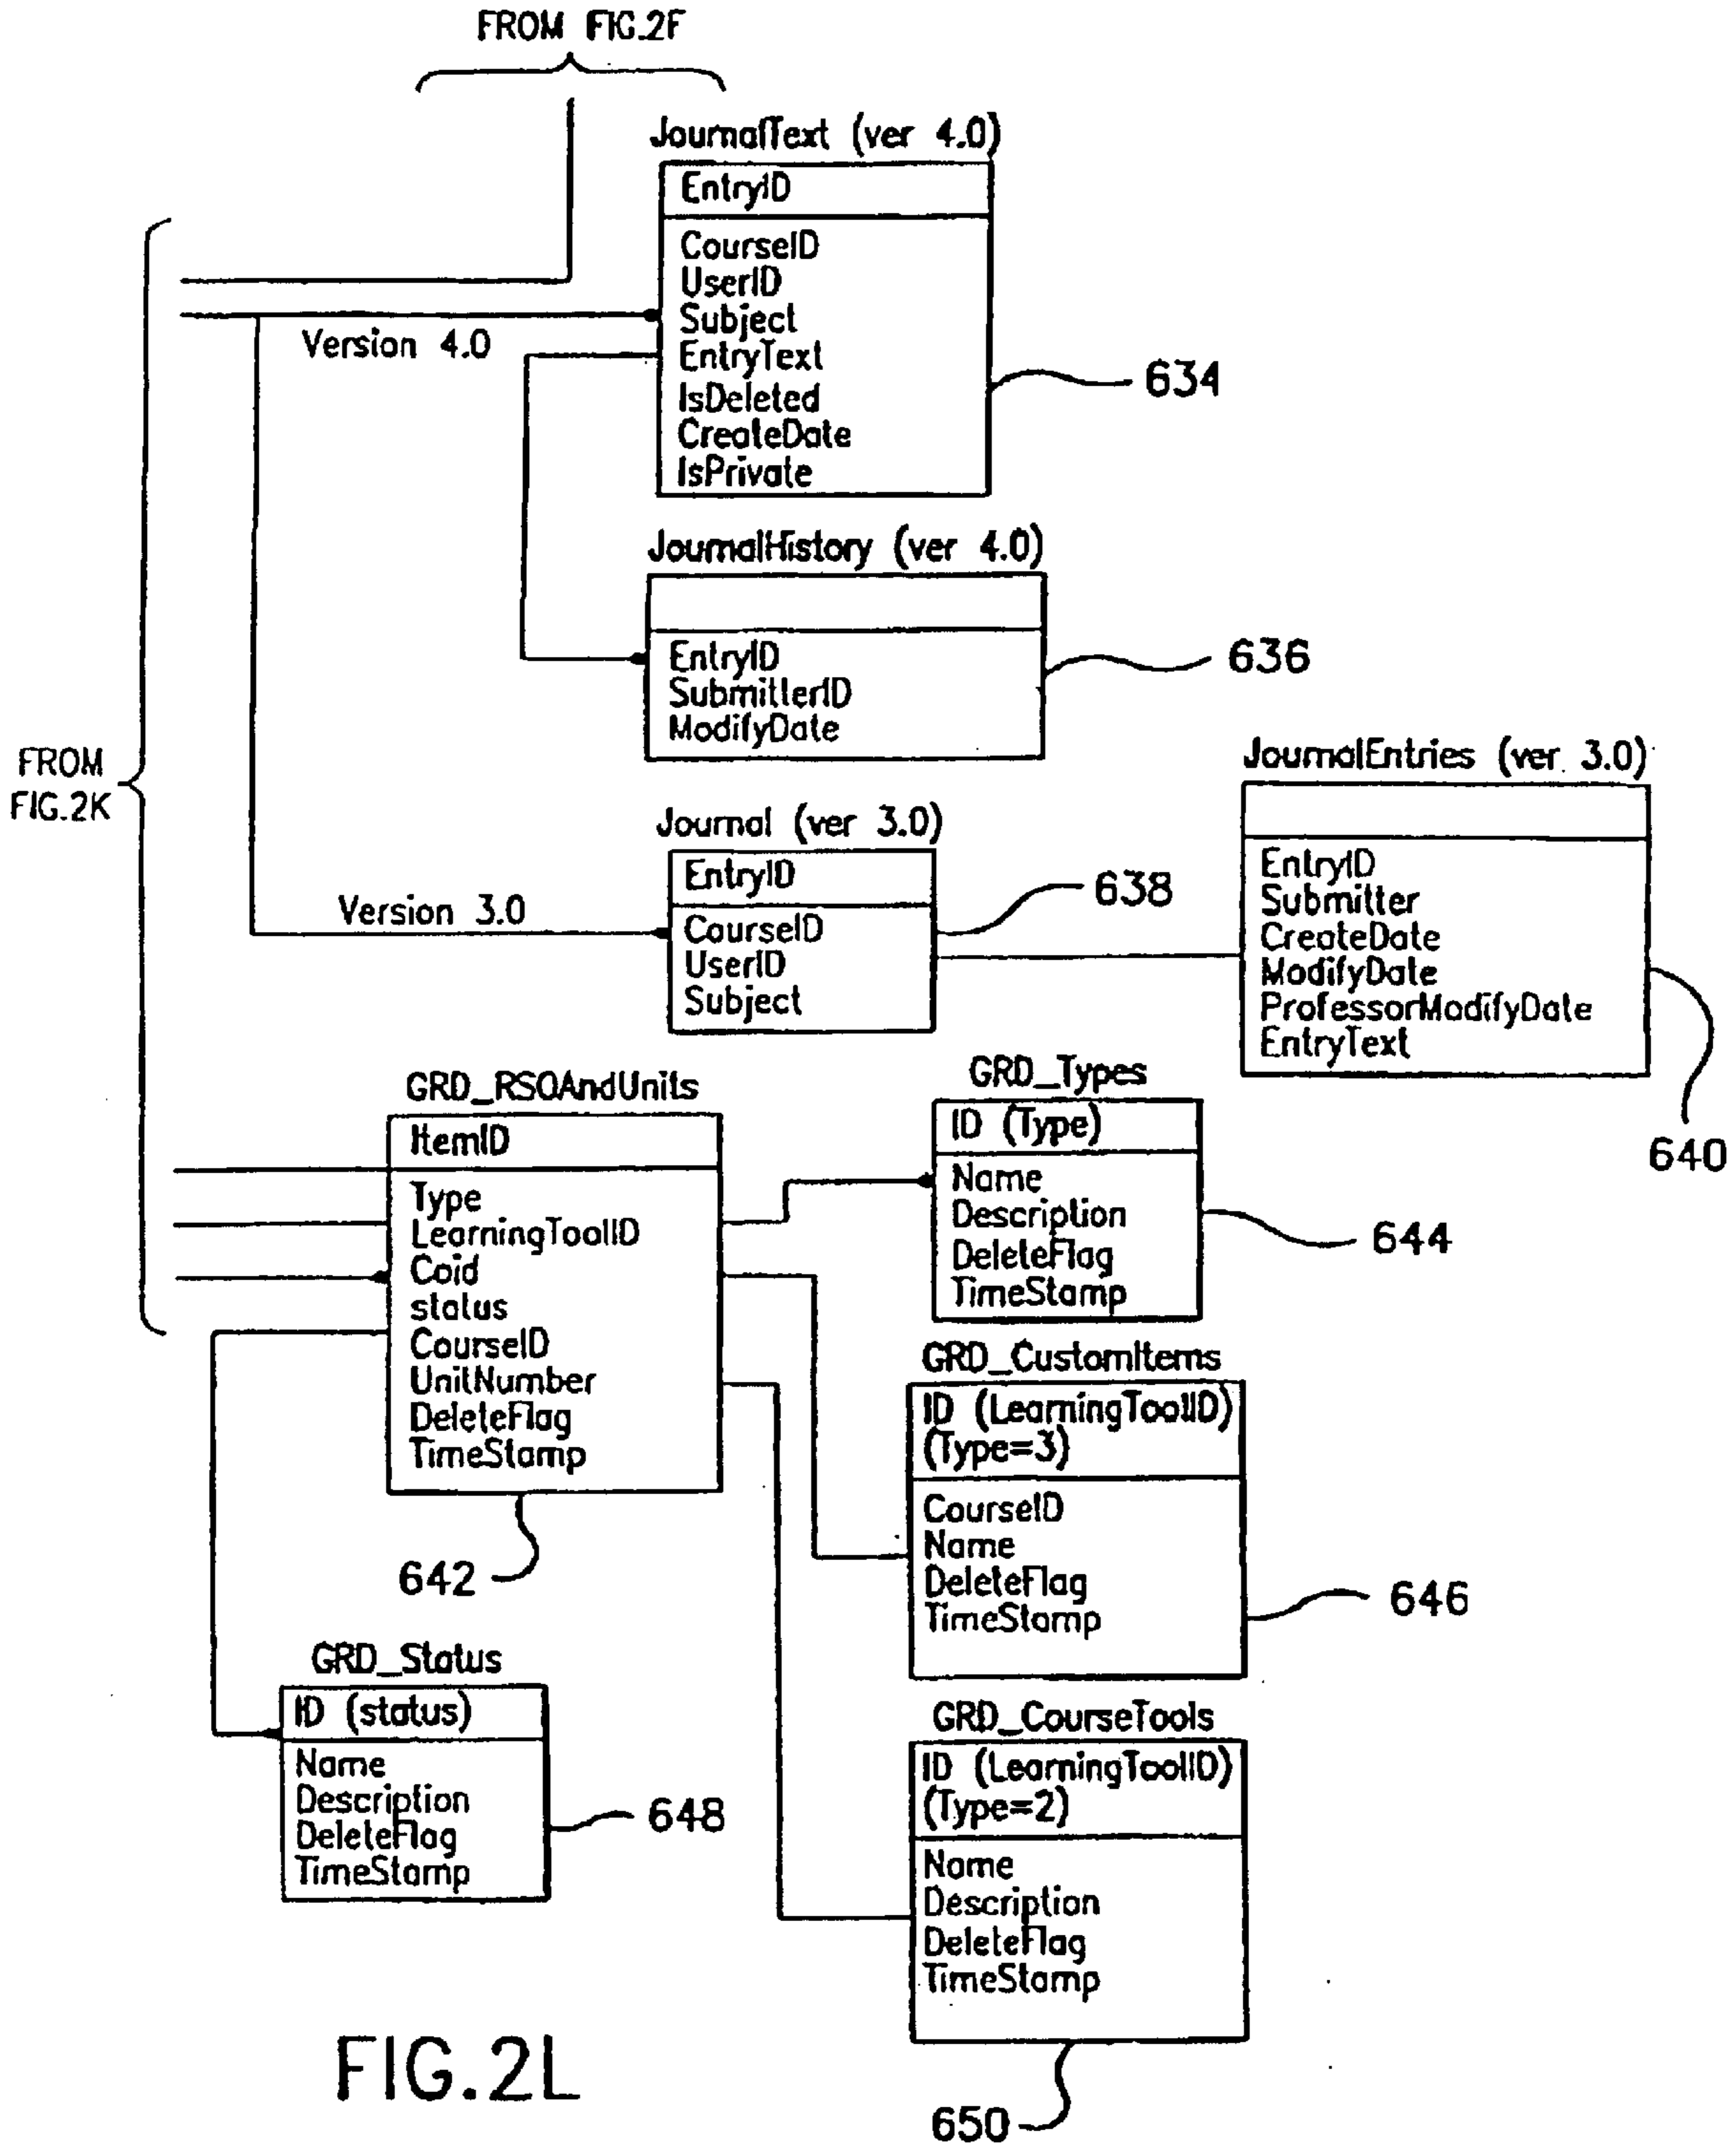 FROM FIG.2F
JournalText (ver 4.0)
EntryID
CourseID
UserID
Subject
EntryText
IsDeleted
CreateDate
IsPrivate
Version 4.0
634
JournalHistory (ver 4.0)
EntryID
SubmitterID
ModifyDate
636
FROM
FIG.2K
JournalEntries (ver 3.0)
EntryID
Submitter
CreateDate
ModifyDate
ProfessorModifyDate
EntryText
640
Journal (ver 3.0)
EntryID
CourseID
UserID
Subject
638
Version 3.0
GRD_RSOAndUnits
ItemID
Type
LearningToolID
Coid
status
CourseID
UnitNumber
DeleteFlag
TimeStamp
642
GRD_Types
ID (Type)
Name
Description
DeleteFlag
TimeStamp
644
GRD_CustomItems
ID (LearningToolID)
(Type=3)
CourseID
Name
DeleteFlag
TimeStamp
646
GRD_Status
ID (status)
Name
Description
DeleteFlag
TimeStamp
648
GRD_CourseTools
ID (LearningToolID)
(Type=2)
Name
Description
DeleteFlag
TimeStamp
650
FIG.2L